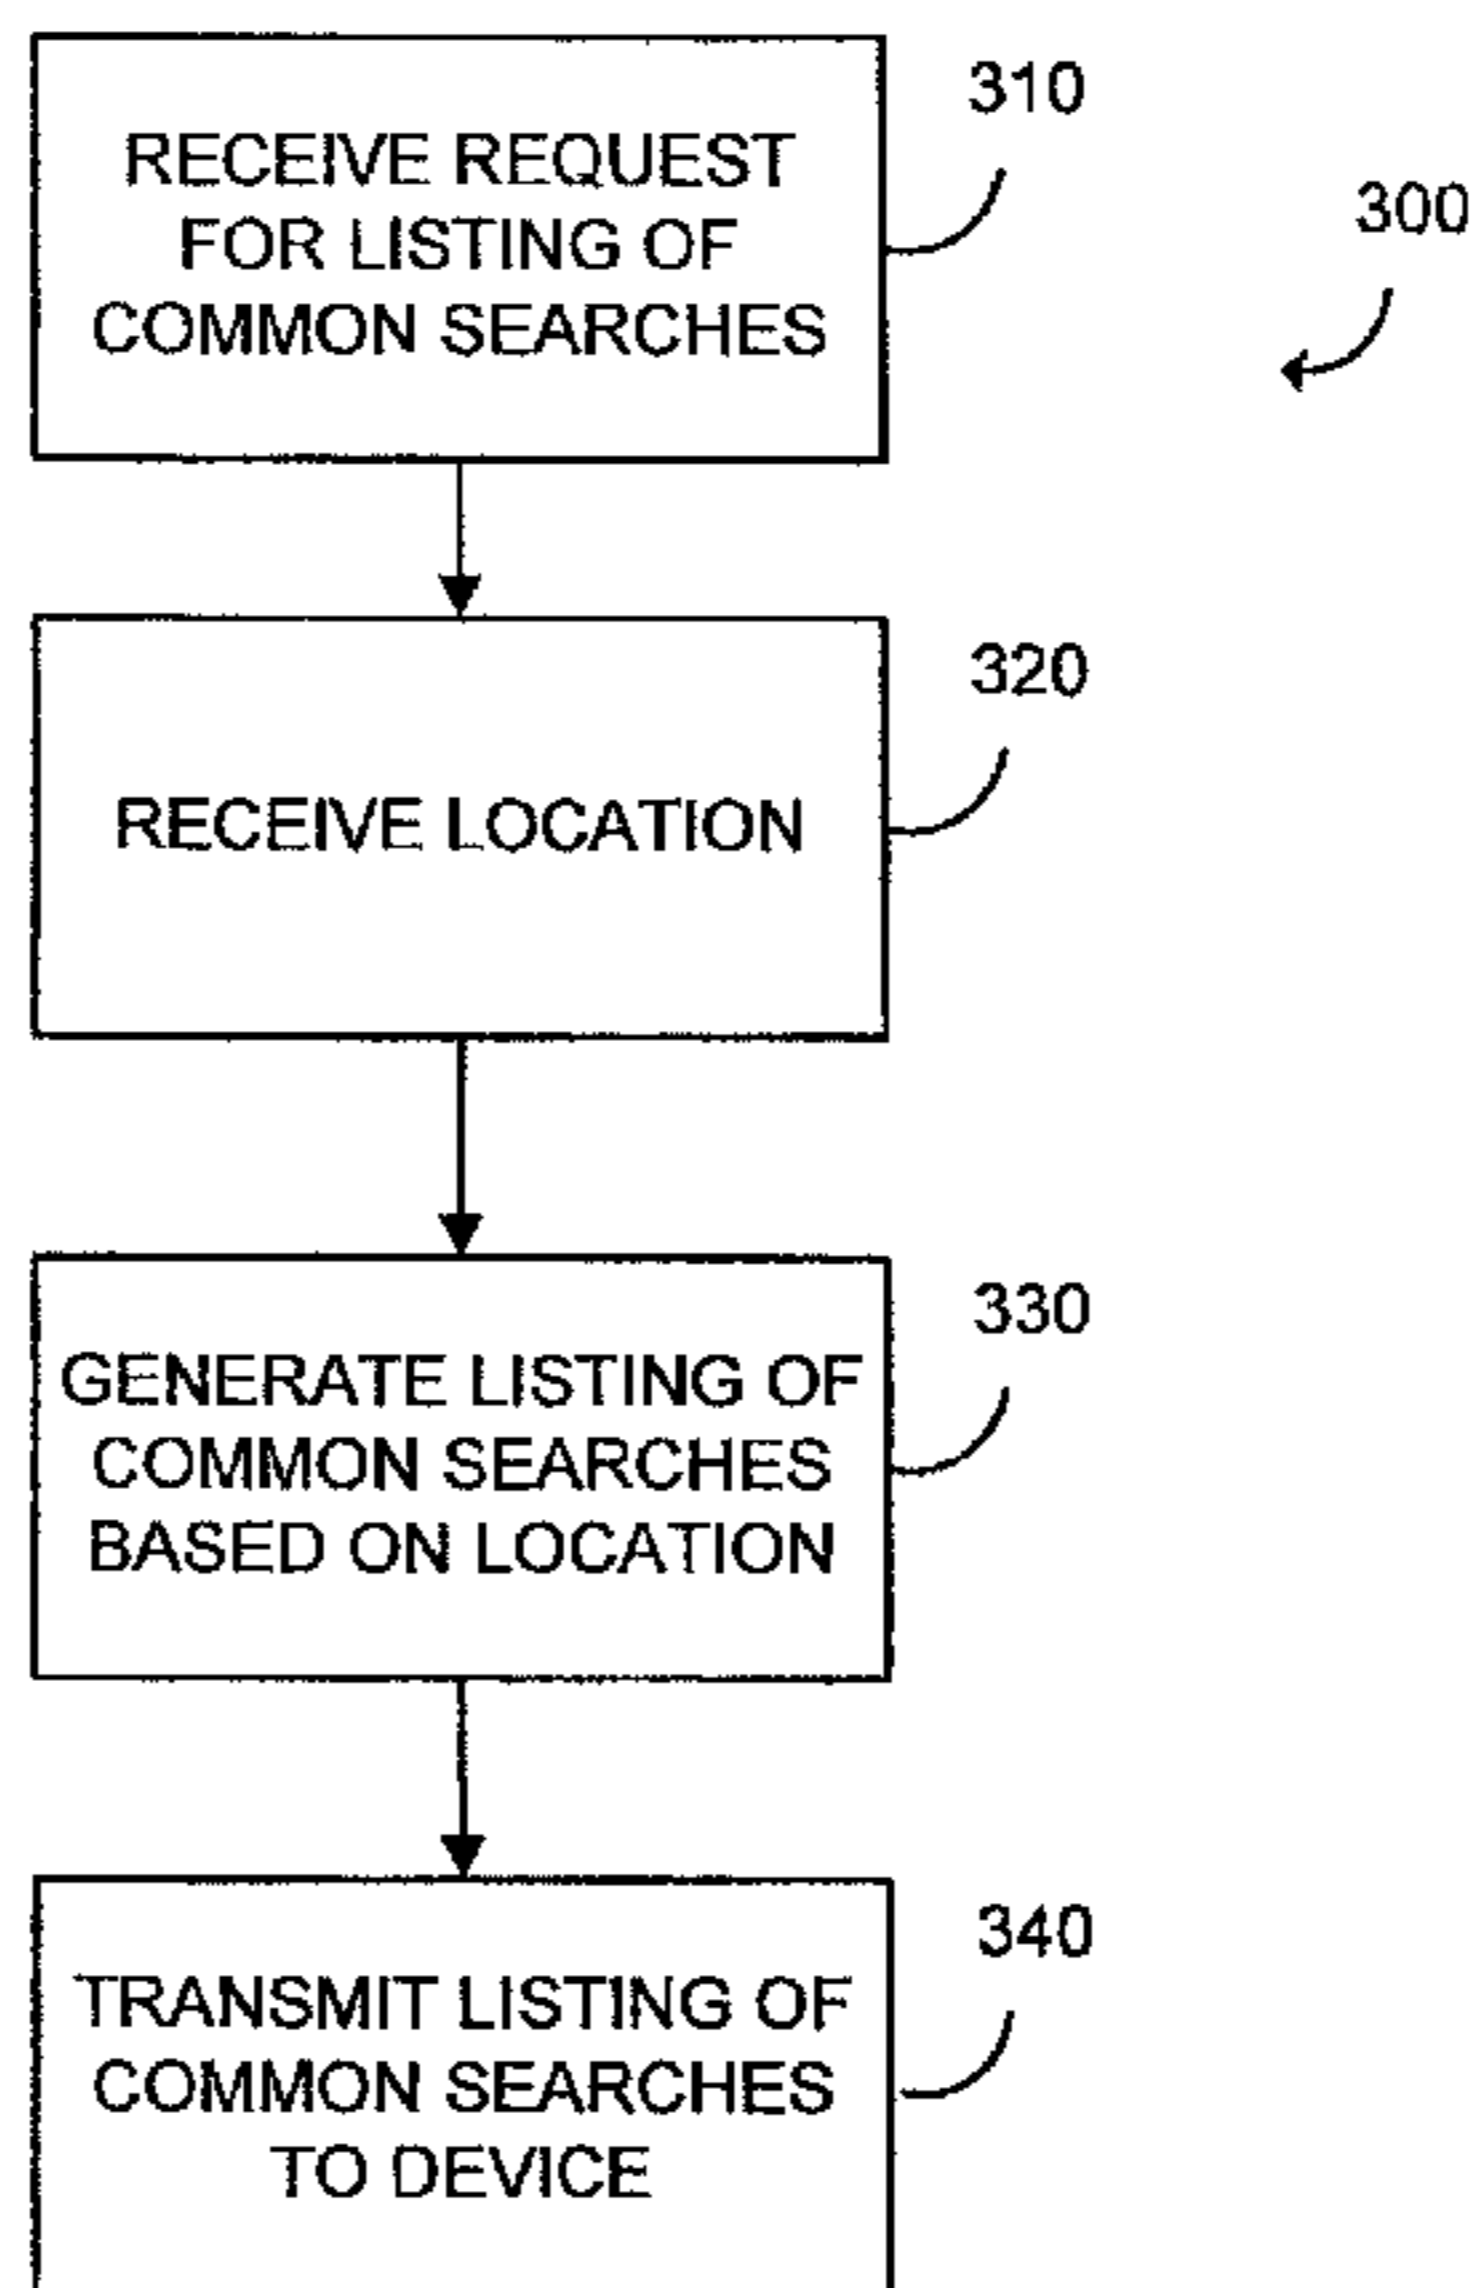 RECEIVE REQUEST
FOR LISTING OF
COMMON SEARCHES
310
300
RECEIVE LOCATION
320
GENERATE LISTING OF
COMMON SEARCHES
BASED ON LOCATION
330
TRANSMIT LISTING OF
COMMON SEARCHES
TO DEVICE
340